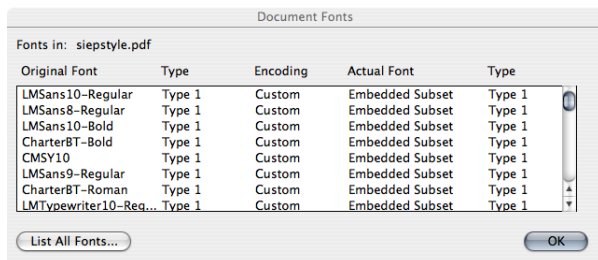 Document Fonts
Fonts in: siepstyle.pdf
Original Font Type Encoding Actual Font Type
LMSans10-Regular Type 1 Custom Embedded Subset Type 1
LMSans8-Regular Type 1 Custom Embedded Subset Type 1
LMSans10-Bold Type 1 Custom Embedded Subset Type 1
CharterBT-Bold Type 1 Custom Embedded Subset Type 1
CMSY10 Type 1 Custom Embedded Subset Type 1
LMSans9-Regular Type 1 Custom Embedded Subset Type 1
CharterBT-Roman Type 1 Custom Embedded Subset Type 1
LMTypewriter10-Reg... Type 1 Custom Embedded Subset Type 1
List All Fonts... OK